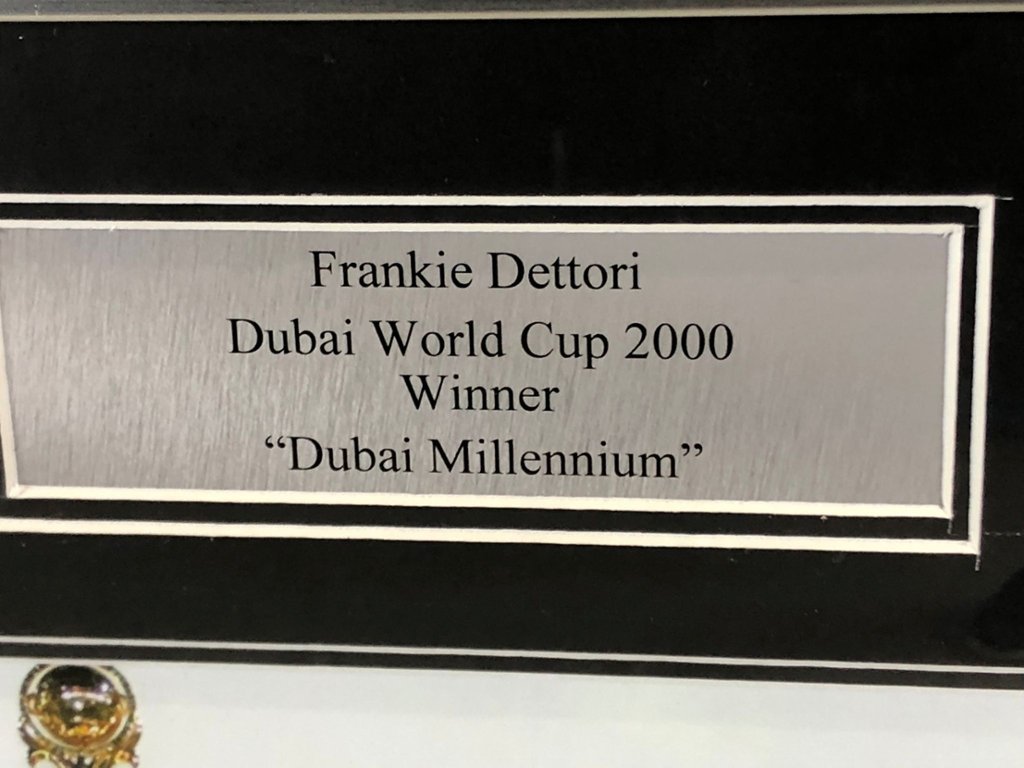 Frankie Dettori
Dubai World Cup 2000
Winner
“Dubai Millennium”